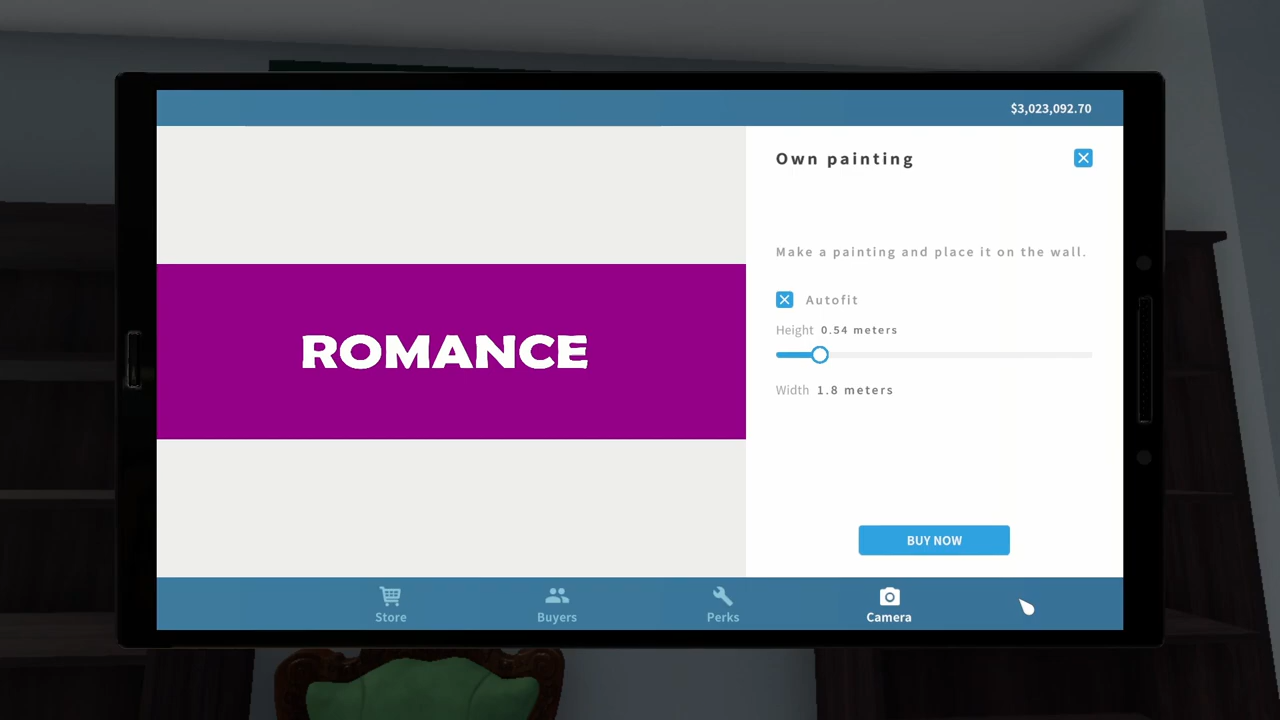 $3,023,092.70
Own painting
Make a painting and place it on the wall.
Autofit
Height 0.54 meters
Width 1.8 meters
ROMANCE
BUY NOW
Store
Buyers
Perks
Camera